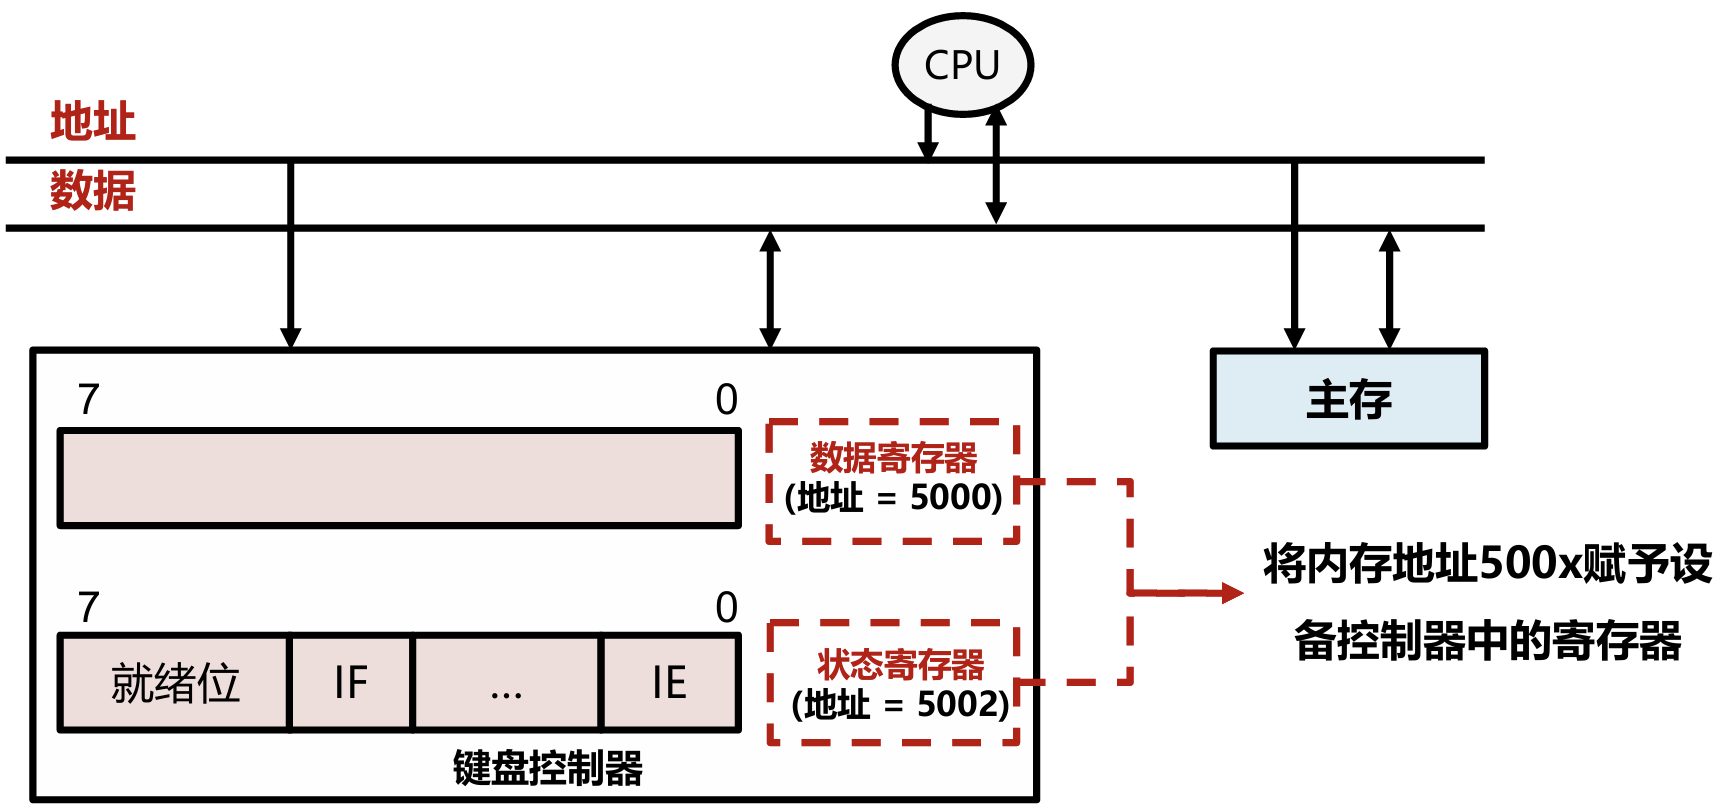 CPU
地址
数据
7 0
数据寄存器
(地址 = 5000)
主存
将内存地址500x赋予设
备控制器中的寄存器
7 0
就绪位 IF ... IE
状态寄存器
(地址 = 5002)
键盘控制器